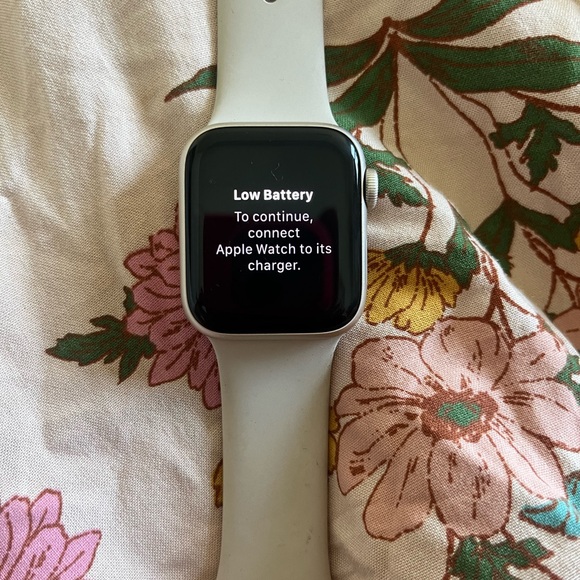 Low Battery
To continue,
connect
Apple Watch to its
charger.